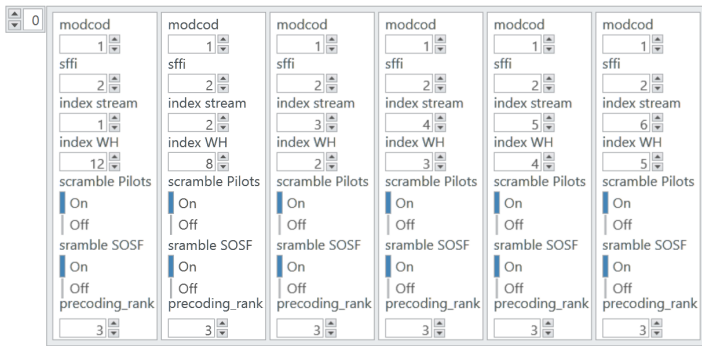 0
modcod modcod modcod modcod modcod modcod
1 1 1 1 1 1
sffi sffi sffi sffi sffi sffi
2 2 2 2 2 2
index stream index stream index stream index stream index stream index stream
1 2 3 4 5 6
index WH index WH index WH index WH index WH index WH
12 8 2 3 4 5
scramble Pilots scramble Pilots scramble Pilots scramble Pilots scramble Pilots scramble Pilots
On On On On On On
Off Off Off Off Off Off
sramble SOSF sramble SOSF sramble SOSF sramble SOSF sramble SOSF sramble SOSF
On On On On On On
Off Off Off Off Off Off
precoding_rank precoding_rank precoding_rank precoding_rank precoding_rank precoding_rank
3 3 3 3 3 3